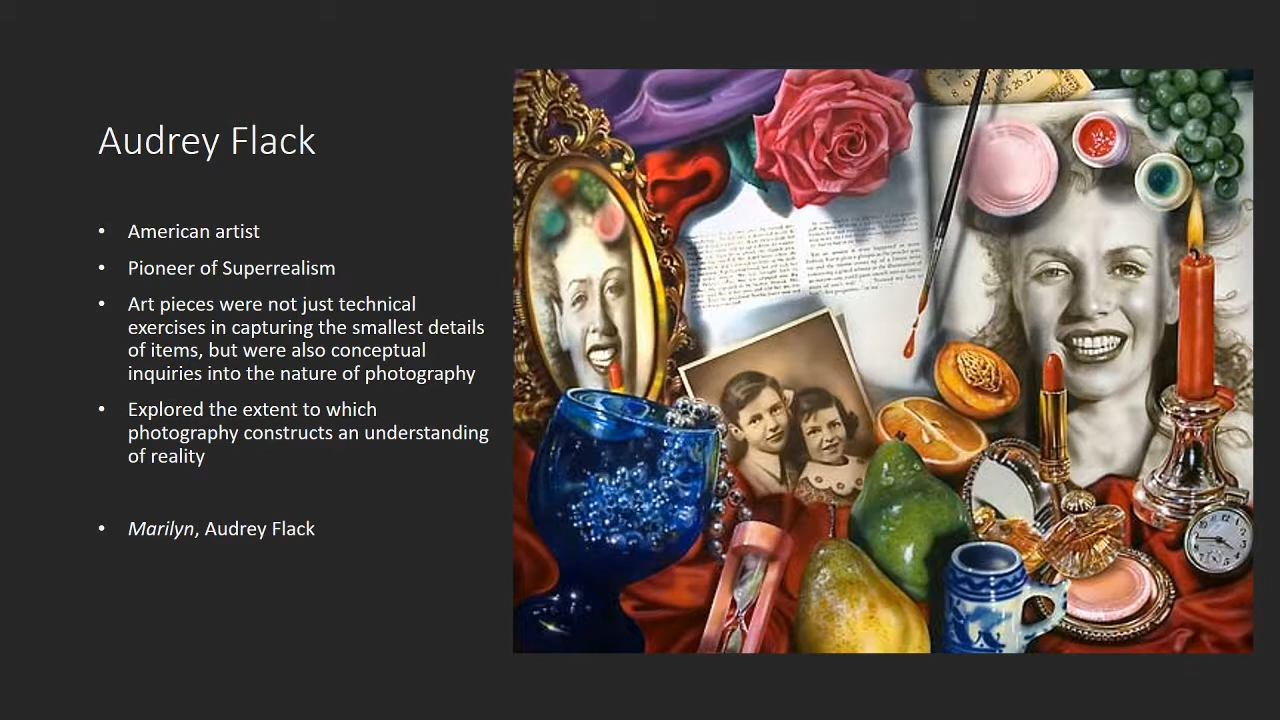 Audrey Flack
• American artist
• Pioneer of Superrealism
• Art pieces were not just technical
exercises in capturing the smallest details
of items, but were also conceptual
inquiries into the nature of photography
• Explored the extent to which
photography constructs an understanding
of reality
• Marilyn, Audrey Flack